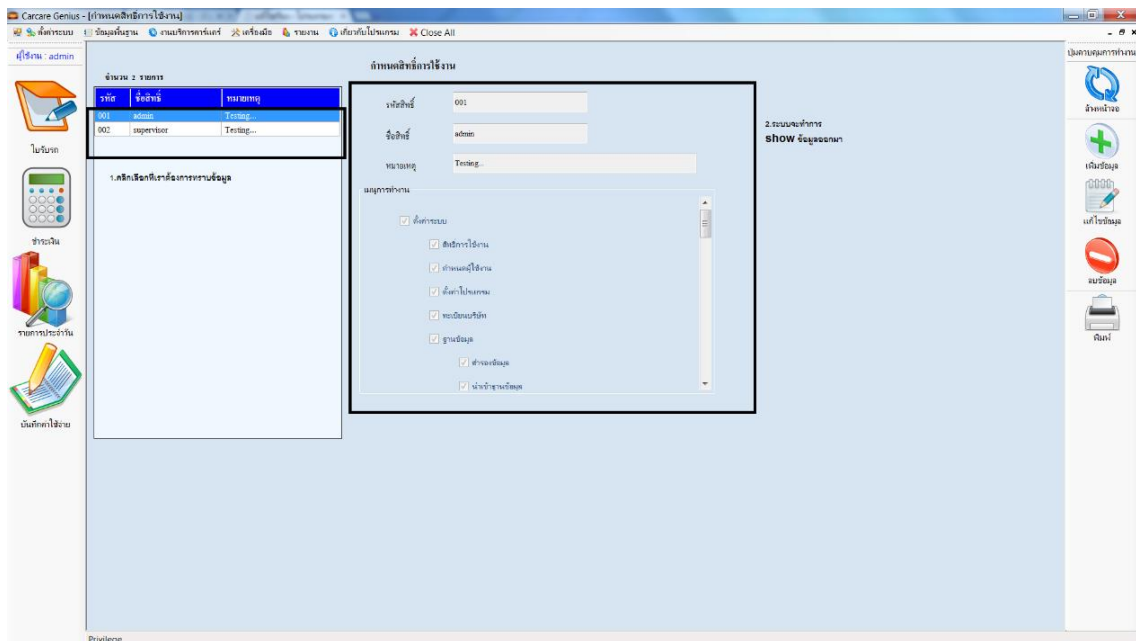 Carcare Genius - [กำหนดสิทธิการใช้งาน]
ตั้งค่าระบบ ข้อมูลพื้นฐาน งานบริการคาร์แคร์ เครื่องมือ รายงาน เกี่ยวกับโปรแกรม Close All
ผู้ใช้งาน : admin
ใบรับรถ
ชำระเงิน
รายการประจำวัน
บันทึกค่าใช้จ่าย
จำนวน 2 รายการ
รหัส ชื่อสิทธิ์ หมายเหตุ
001 admin Testing...
002 supervisor Testing...
1.คลิกเลือกที่เราต้องการทราบข้อมูล
กำหนดสิทธิ์การใช้งาน
รหัสสิทธิ์ 001
ชื่อสิทธิ์ admin
หมายเหตุ Testing...
เมนูการทำงาน
ตั้งค่าระบบ
สิทธิการใช้งาน
กำหนดผู้ใช้งาน
ตั้งค่าโปรแกรม
ทะเบียนบริษัท
ฐานข้อมูล
สำรองข้อมูล
นำเข้าฐานข้อมูล
2.ระบบจะทำการ
show ข้อมูลออกมา
ปุ่มควบคุมการทำงาน
ล้างหน้าจอ
เพิ่มข้อมูล
แก้ไขข้อมูล
ลบข้อมูล
พิมพ์
Privilege